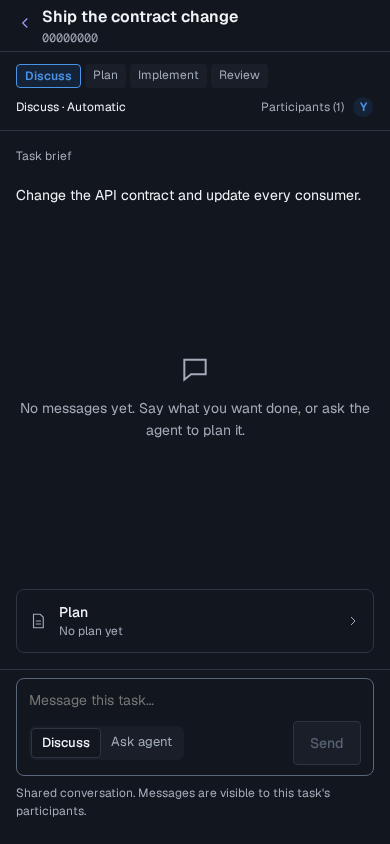 Ship the contract change
00000000
Discuss
Plan
Implement
Review
Discuss · Automatic
Participants (1)
Y
Task brief
Change the API contract and update every consumer.
No messages yet. Say what you want done, or ask the
agent to plan it.
Plan
No plan yet
Message this task...
Discuss
Ask agent
Send
Shared conversation. Messages are visible to this task's
participants.